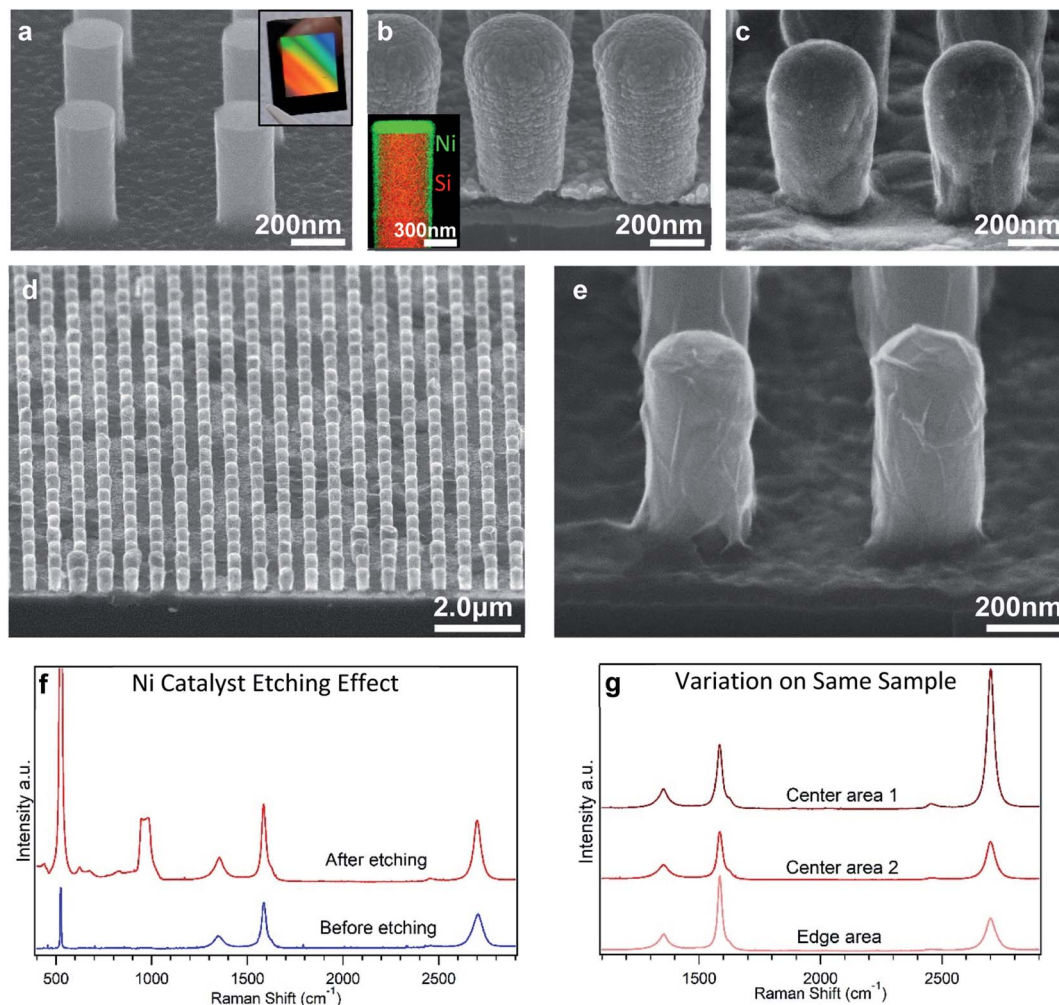 a
200nm
b
Ni
Si
300nm
200nm
c
200nm
d
2.0μm
e
200nm
f
Ni Catalyst Etching Effect
Intensity a.u.
After etching
Before etching
500
1000
1500
2000
2500
Raman Shift (cm⁻¹)
g
Variation on Same Sample
Intensity a.u.
Center area 1
Center area 2
Edge area
1500
2000
2500
Raman Shift (cm⁻¹)